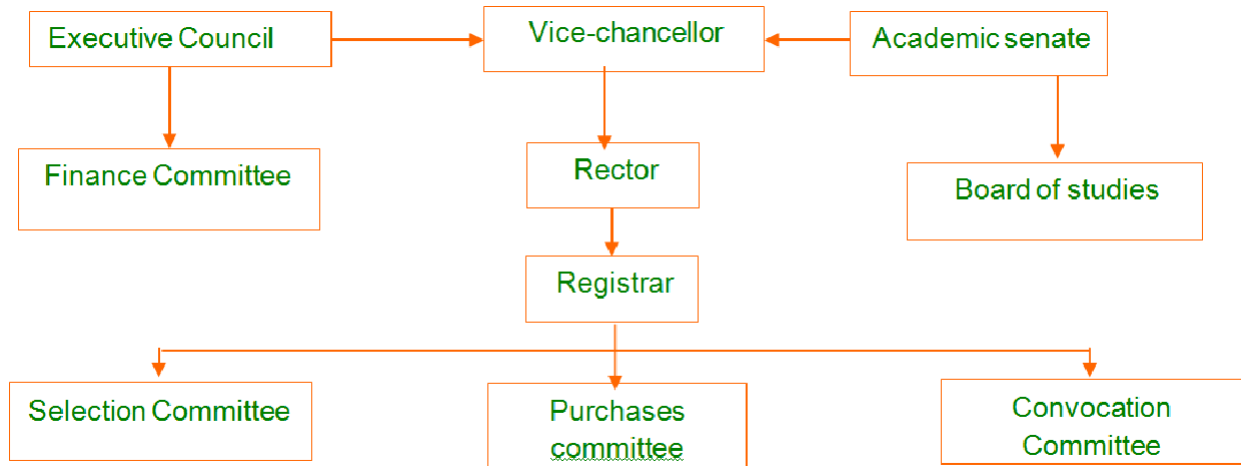 Executive Council
Vice-chancellor
Academic senate
Finance Committee
Rector
Board of studies
Registrar
Selection Committee
Purchases
committee
Convocation
Committee